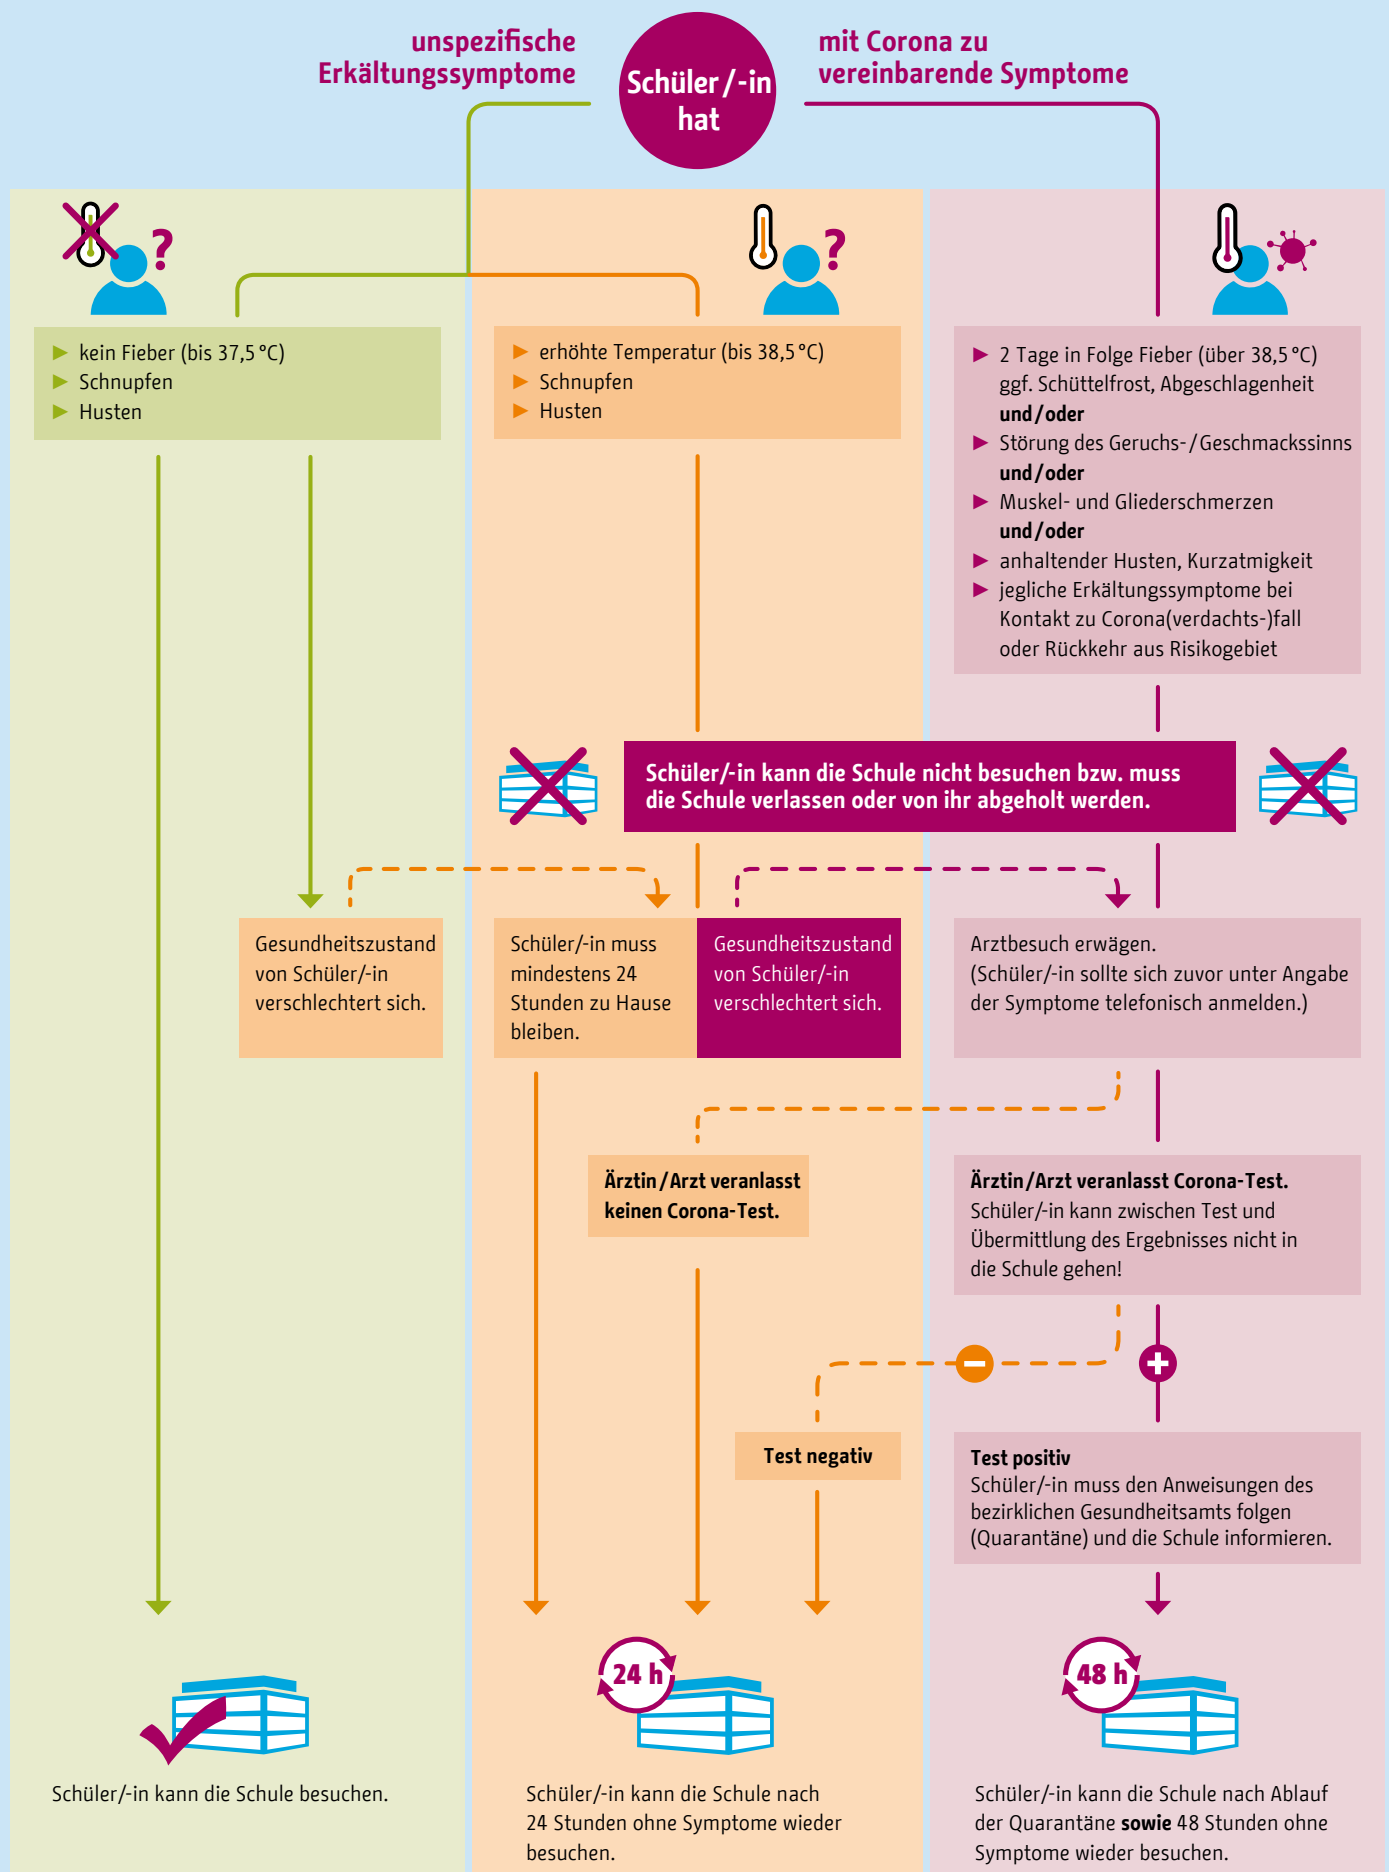 unspezifische
Erkältungssymptome
Schüler/-in
hat
mit Corona zu
vereinbarende Symptome
?
▶ kein Fieber (bis 37,5 °C)
▶ Schnupfen
▶ Husten
?
▶ erhöhte Temperatur (bis 38,5 °C)
▶ Schnupfen
▶ Husten
▶ 2 Tage in Folge Fieber (über 38,5 °C)
ggf. Schüttelfrost, Abgeschlagenheit
und/oder
▶ Störung des Geruchs-/Geschmackssinns
und/oder
▶ Muskel- und Gliederschmerzen
und/oder
▶ anhaltender Husten, Kurzatmigkeit
▶ jegliche Erkältungssymptome bei
Kontakt zu Corona(verdachts-)fall
oder Rückkehr aus Risikogebiet
Schüler/-in kann die Schule nicht besuchen bzw. muss
die Schule verlassen oder von ihr abgeholt werden.
Gesundheitszustand
von Schüler/-in
verschlechtert sich.
Schüler/-in muss
mindestens 24
Stunden zu Hause
bleiben.
Gesundheitszustand
von Schüler/-in
verschlechtert sich.
Arztbesuch erwägen.
(Schüler/-in sollte sich zuvor unter Angabe
der Symptome telefonisch anmelden.)
Ärztin/Arzt veranlasst
keinen Corona-Test.
Ärztin/Arzt veranlasst Corona-Test.
Schüler/-in kann zwischen Test und
Übermittlung des Ergebnisses nicht in
die Schule gehen!
Test negativ
Test positiv
Schüler/-in muss den Anweisungen des
bezirklichen Gesundheitsamts folgen
(Quarantäne) und die Schule informieren.
Schüler/-in kann die Schule besuchen.
24 h
Schüler/-in kann die Schule nach
24 Stunden ohne Symptome wieder
besuchen.
48 h
Schüler/-in kann die Schule nach Ablauf
der Quarantäne sowie 48 Stunden ohne
Symptome wieder besuchen.